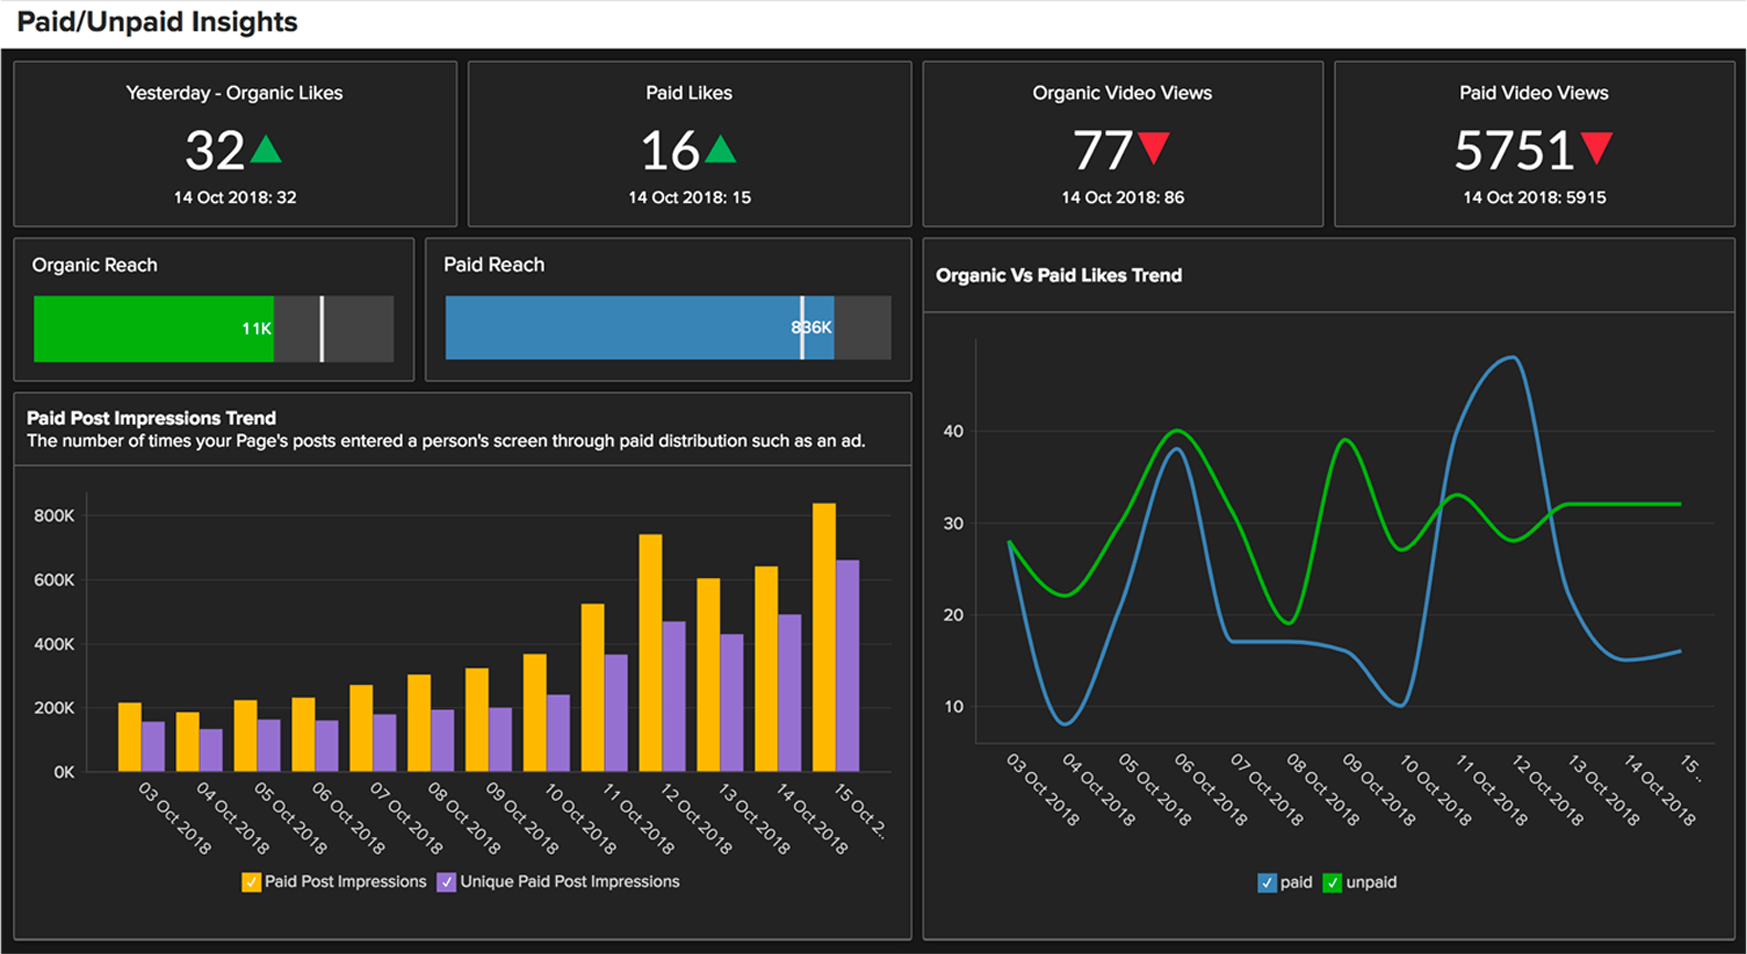 Paid/Unpaid Insights
Yesterday - Organic Likes
32
14 Oct 2018: 32
Paid Likes
16
14 Oct 2018: 15
Organic Video Views
77
14 Oct 2018: 86
Paid Video Views
5751
14 Oct 2018: 5915
Organic Reach
11K
Paid Reach
836K
Paid Post Impressions Trend
The number of times your Page's posts entered a person's screen through paid distribution such as an ad.
800K
600K
400K
200K
0K
03 Oct 2018
04 Oct 2018
05 Oct 2018
06 Oct 2018
07 Oct 2018
08 Oct 2018
09 Oct 2018
10 Oct 2018
11 Oct 2018
12 Oct 2018
13 Oct 2018
14 Oct 2018
15 Oct 2..
Paid Post Impressions
Unique Paid Post Impressions
Organic Vs Paid Likes Trend
40
30
20
10
03 Oct 2018
04 Oct 2018
05 Oct 2018
06 Oct 2018
07 Oct 2018
08 Oct 2018
09 Oct 2018
10 Oct 2018
11 Oct 2018
12 Oct 2018
13 Oct 2018
14 Oct 2018
15..
paid
unpaid